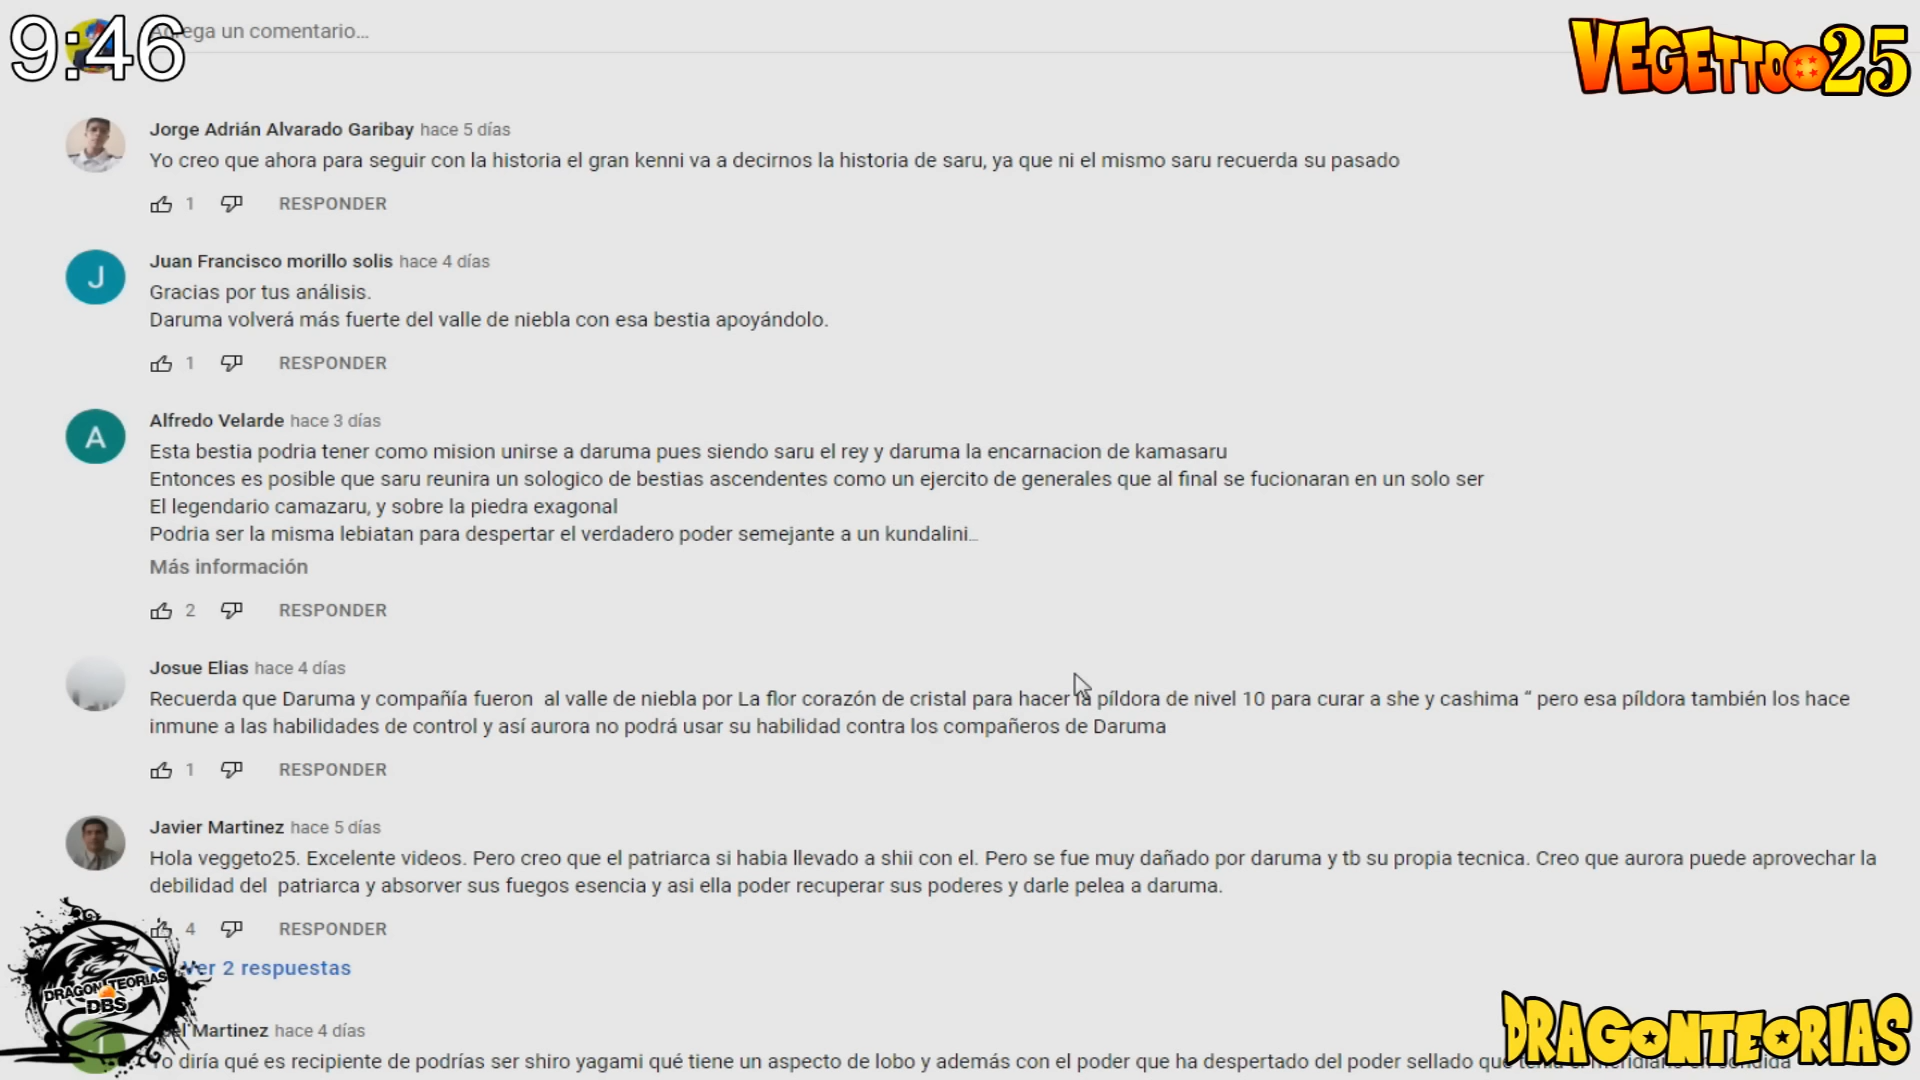 9:46
Agrega un comentario...
VEGETTO 25
Jorge Adrián Alvarado Garibay hace 5 días
Yo creo que ahora para seguir con la historia el gran kenni va a decirnos la historia de saru, ya que ni el mismo saru recuerda su pasado
1 RESPONDER
J
Juan Francisco morillo solis hace 4 días
Gracias por tus análisis.
Daruma volverá más fuerte del valle de niebla con esa bestia apoyándolo.
1 RESPONDER
A
Alfredo Velarde hace 3 días
Esta bestia podria tener como mision unirse a daruma pues siendo saru el rey y daruma la encarnacion de kamasaru
Entonces es posible que saru reunira un sologico de bestias ascendentes como un ejercito de generales que al final se fucionaran en un solo ser
El legendario camazaru, y sobre la piedra exagonal
Podria ser la misma lebiatan para despertar el verdadero poder semejante a un kundalini...
Más información
2 RESPONDER
Josue Elias hace 4 días
Recuerda que Daruma y compañía fueron al valle de niebla por La flor corazón de cristal para hacer la píldora de nivel 10 para curar a she y cashima “ pero esa píldora también los hace
inmune a las habilidades de control y así aurora no podrá usar su habilidad contra los compañeros de Daruma
1 RESPONDER
Javier Martinez hace 5 días
Hola veggeto25. Excelente videos. Pero creo que el patriarca si habia llevado a shii con el. Pero se fue muy dañado por daruma y tb su propia tecnica. Creo que aurora puede aprovechar la
debilidad del patriarca y absorver sus fuegos esencia y asi ella poder recuperar sus poderes y darle pelea a daruma.
4 RESPONDER
Ver 2 respuestas
DRAGON TEORIAS
DBS
Martinez hace 4 días
Yo diría qué es recipiente de podrías ser shiro yagami qué tiene un aspecto de lobo y además con el poder que ha despertado del poder sellado que
DRAGONTEORIAS